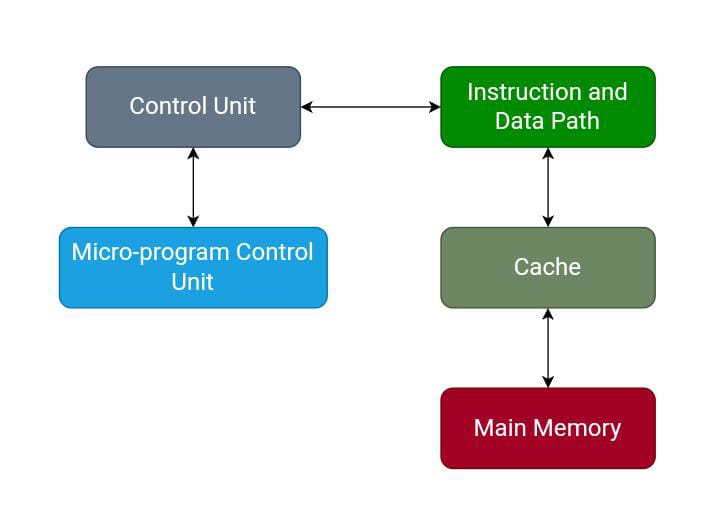 Control Unit
Instruction and
Data Path
Micro-program Control
Unit
Cache
Main Memory